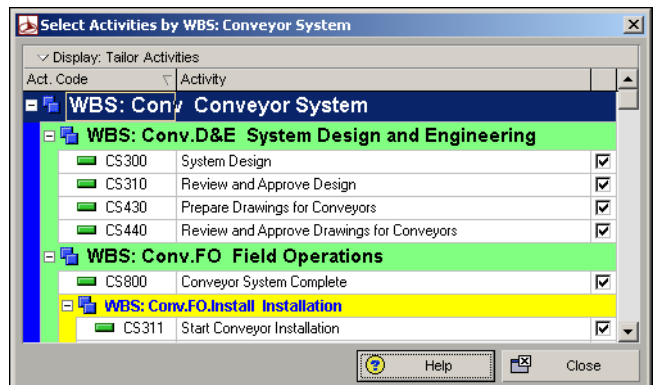 Select Activities by WBS: Conveyor System
Display: Tailor Activities
Act. Code Activity
WBS: Conv Conveyor System
WBS: Conv.D&E System Design and Engineering
CS300 System Design
CS310 Review and Approve Design
CS430 Prepare Drawings for Conveyors
CS440 Review and Approve Drawings for Conveyors
WBS: Conv.FO Field Operations
CS800 Conveyor System Complete
WBS: Conv.FO.Install Installation
CS311 Start Conveyor Installation
Help Close